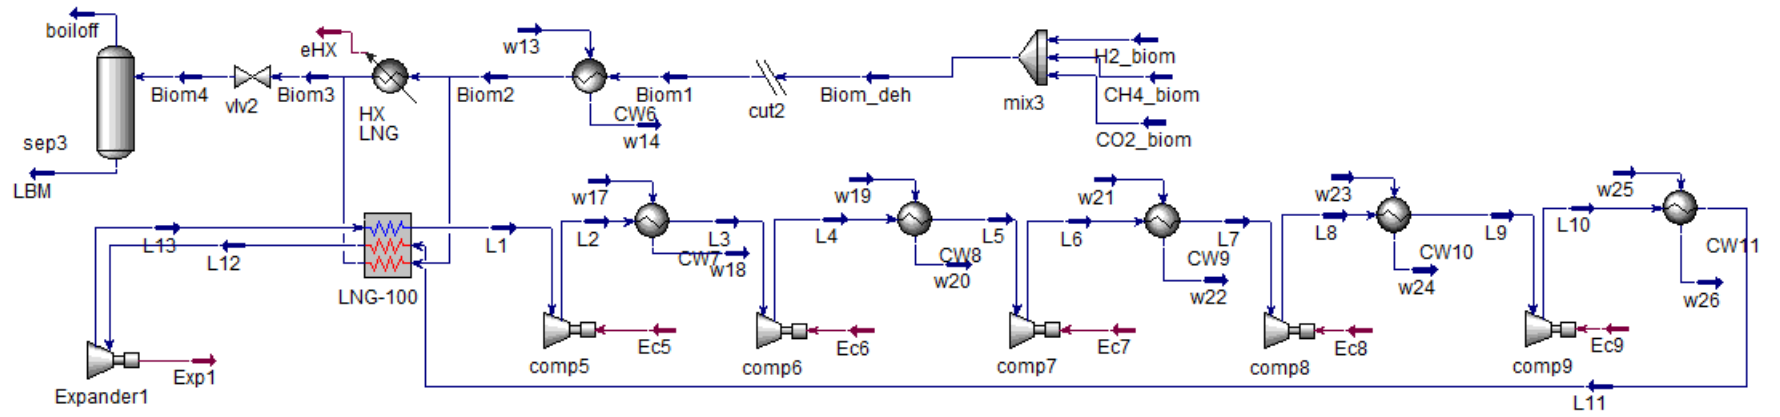 boiloff
eHX
w13
H2_biom
Biom4
vlv2
Biom3
HX
LNG
Biom2
CW6
w14
Biom1
cut2
Biom_deh
mix3
CH4_biom
CO2_biom
sep3
LBM
w17
w19
w21
w23
w25
L13
L12
LNG-100
L1
L2
L3
CW7
w18
L4
L5
CW8
w20
L6
L7
CW9
w22
L8
L9
CW10
w24
L10
CW11
w26
Expander1
Exp1
comp5
Ec5
comp6
Ec6
comp7
Ec7
comp8
Ec8
comp9
Ec9
L11